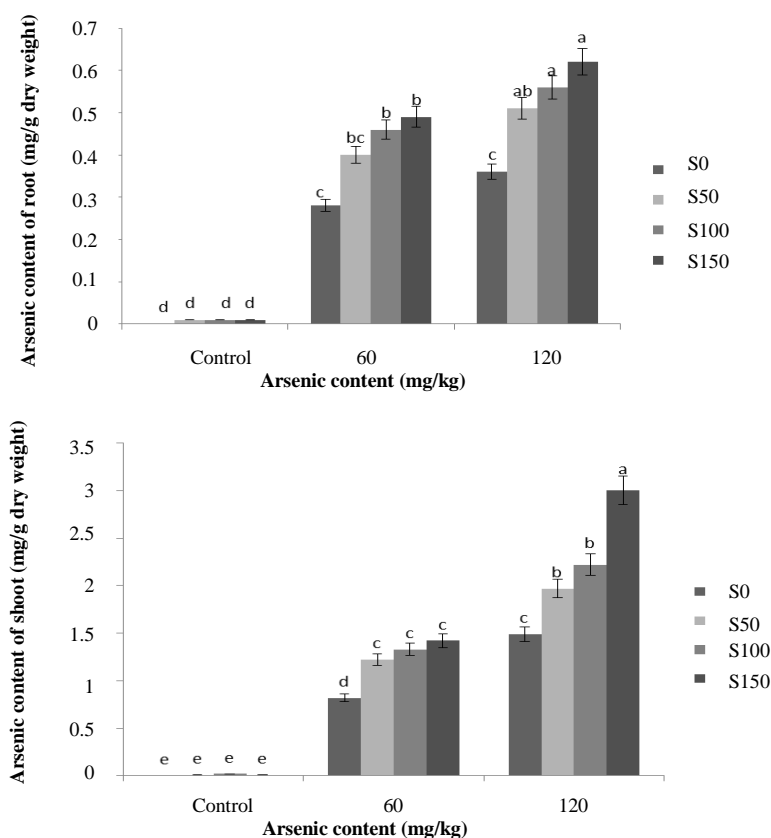 Arsenic content of root (mg/g dry weight)
0.7
0.6
0.5
0.4
0.3
0.2
0.1
0
d d d d
c bc b b
c ab a a
Control 60 120
Arsenic content (mg/kg)
S0
S50
S100
S150
Arsenic content of shoot (mg/g dry weight)
3.5
3
2.5
2
1.5
1
0.5
0
e e e e
d c c c
c b b a
Control 60 120
Arsenic content (mg/kg)
S0
S50
S100
S150